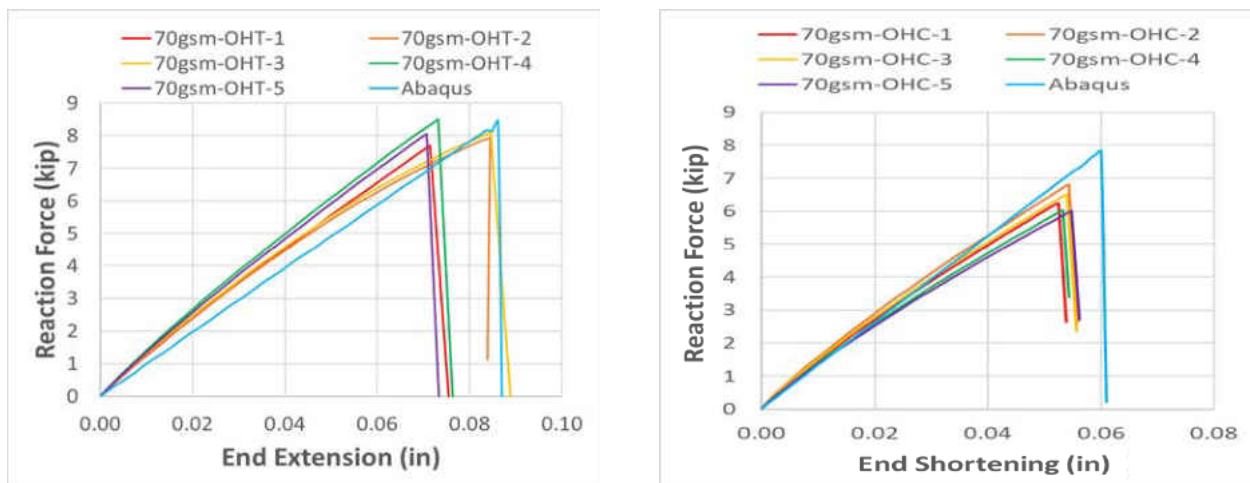 70gsm-OHT-1 70gsm-OHT-2
70gsm-OHT-3 70gsm-OHT-4
70gsm-OHT-5 Abaqus
9
8
7
6
5
4
3
2
1
0
Reaction Force (kip)
0.00 0.02 0.04 0.06 0.08 0.10
End Extension (in)
70gsm-OHC-1 70gsm-OHC-2
70gsm-OHC-3 70gsm-OHC-4
70gsm-OHC-5 Abaqus
9
8
7
6
5
4
3
2
1
0
Reaction Force (kip)
0.00 0.02 0.04 0.06 0.08
End Shortening (in)